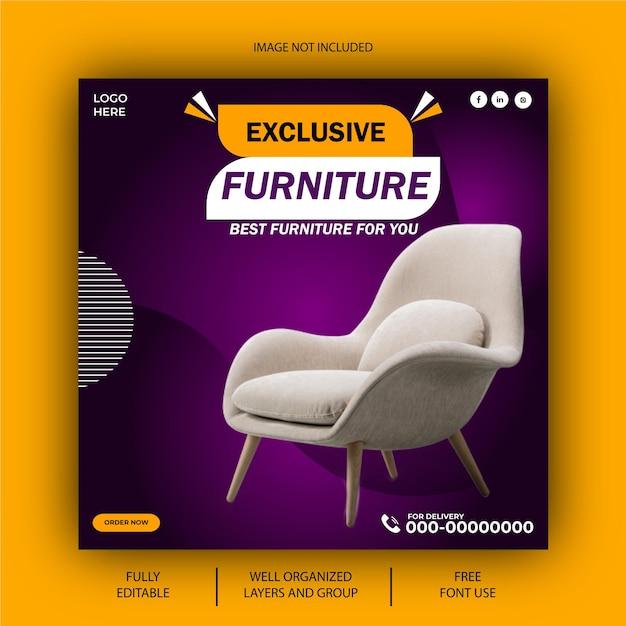 IMAGE NOT INCLUDED
LOGO
HERE
f in
EXCLUSIVE
FURNITURE
BEST FURNITURE FOR YOU
ORDER NOW
FOR DELIVERY
000-00000000
FULLY
EDITABLE
WELL ORGANIZED
LAYERS AND GROUP
FREE
FONT USE